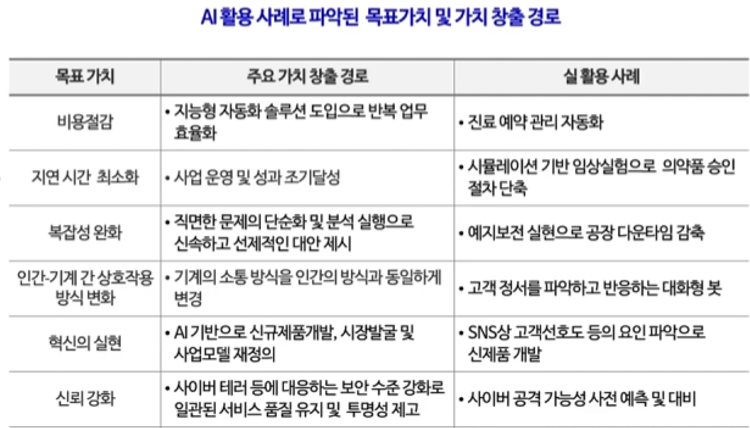 AI 활용 사례로 파악된 목표가치 및 가치 창출 경로
목표 가치
주요 가치 창출 경로
실 활용 사례
비용절감
• 지능형 자동화 솔루션 도입으로 반복 업무
효율화
• 진료 예약 관리 자동화
지연 시간 최소화
• 사업 운영 및 성과 조기달성
• 시뮬레이션 기반 임상실험으로 의약품 승인
절차 단축
복잡성 완화
• 직면한 문제의 단순화 및 분석 실행으로
신속하고 선제적인 대안 제시
• 예지보전 실현으로 공장 다운타임 감축
인간-기계 간 상호작용
방식 변화
• 기계의 소통 방식을 인간의 방식과 동일하게
변경
• 고객 정서를 파악하고 반응하는 대화형 봇
혁신의 실현
• AI 기반으로 신규제품개발, 시장발굴 및
사업모델 재정의
• SNS상 고객선호도 등의 요인 파악으로
신제품 개발
신뢰 강화
• 사이버 테러 등에 대응하는 보안 수준 강화로
일관된 서비스 품질 유지 및 투명성 제고
• 사이버 공격 가능성 사전 예측 및 대비